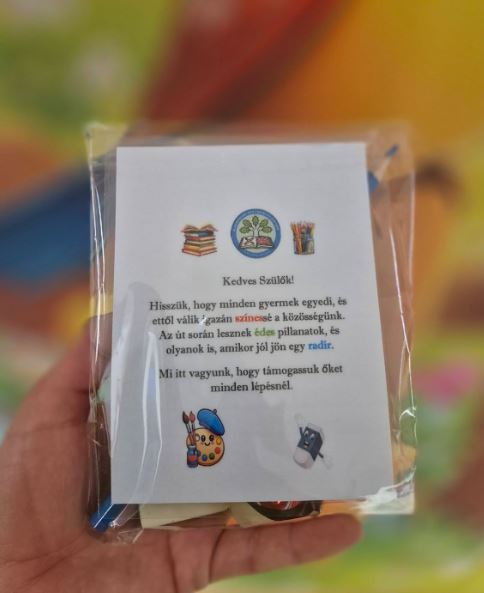 Kedves Szülők!
Hisszük, hogy minden gyermek egyedi, és
ettől válik igazán színessé a közösségünk.
Az út során lesznek édes pillanatok, és
olyanok is, amikor jól jön egy radír.
Mi itt vagyunk, hogy támogassuk őket
minden lépésnél.